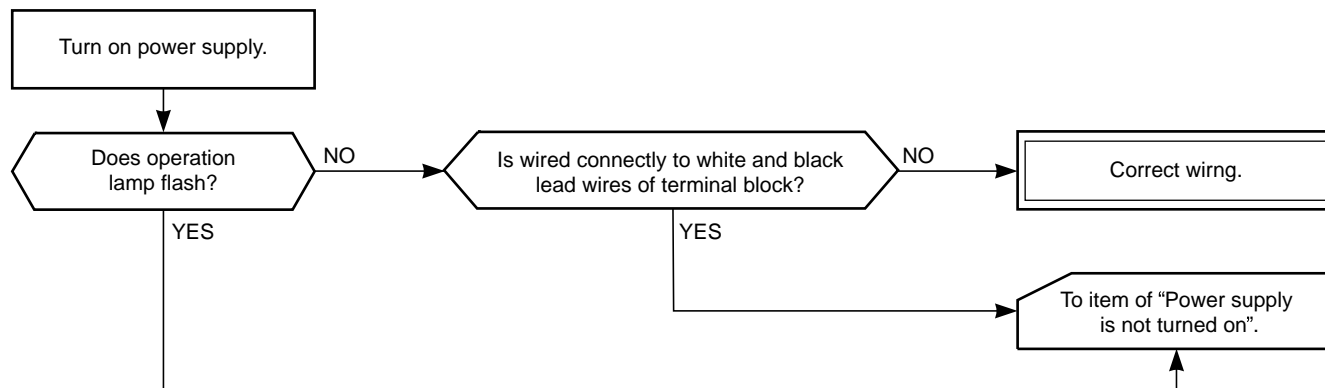 Turn on power supply.
Does operation
lamp flash?
NO
Is wired connectly to white and black
lead wires of terminal block?
NO
Correct wirng.
YES
YES
To item of “Power supply
is not turned on”.